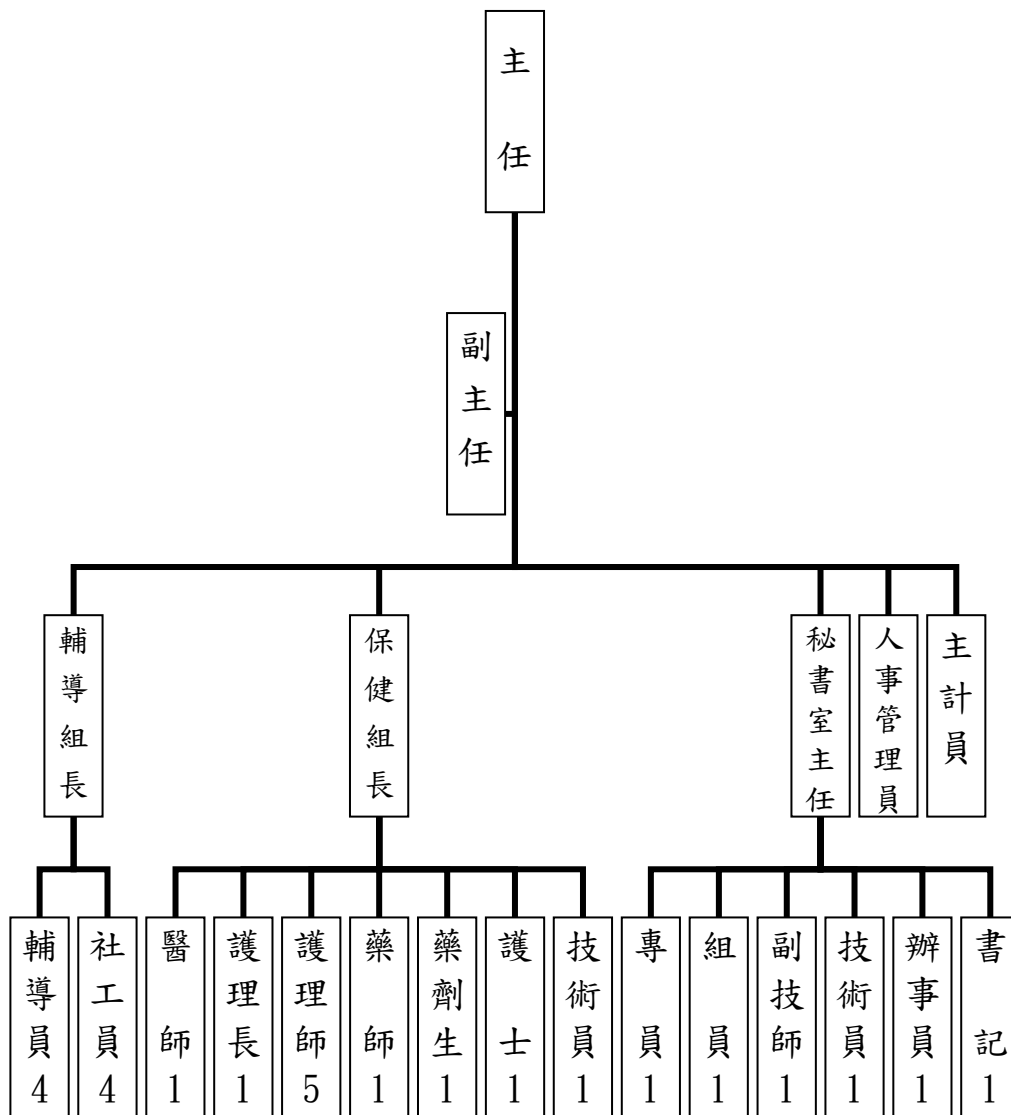 主任
副主任
輔導組長
保健組長
秘書室主任
人事管理員
主計員
輔導員4
社工員4
醫師1
護理長1
護理師5
藥師1
藥劑生1
護士1
技術員1
專員1
組員1
副技師1
技術員1
辦事員1
書記1